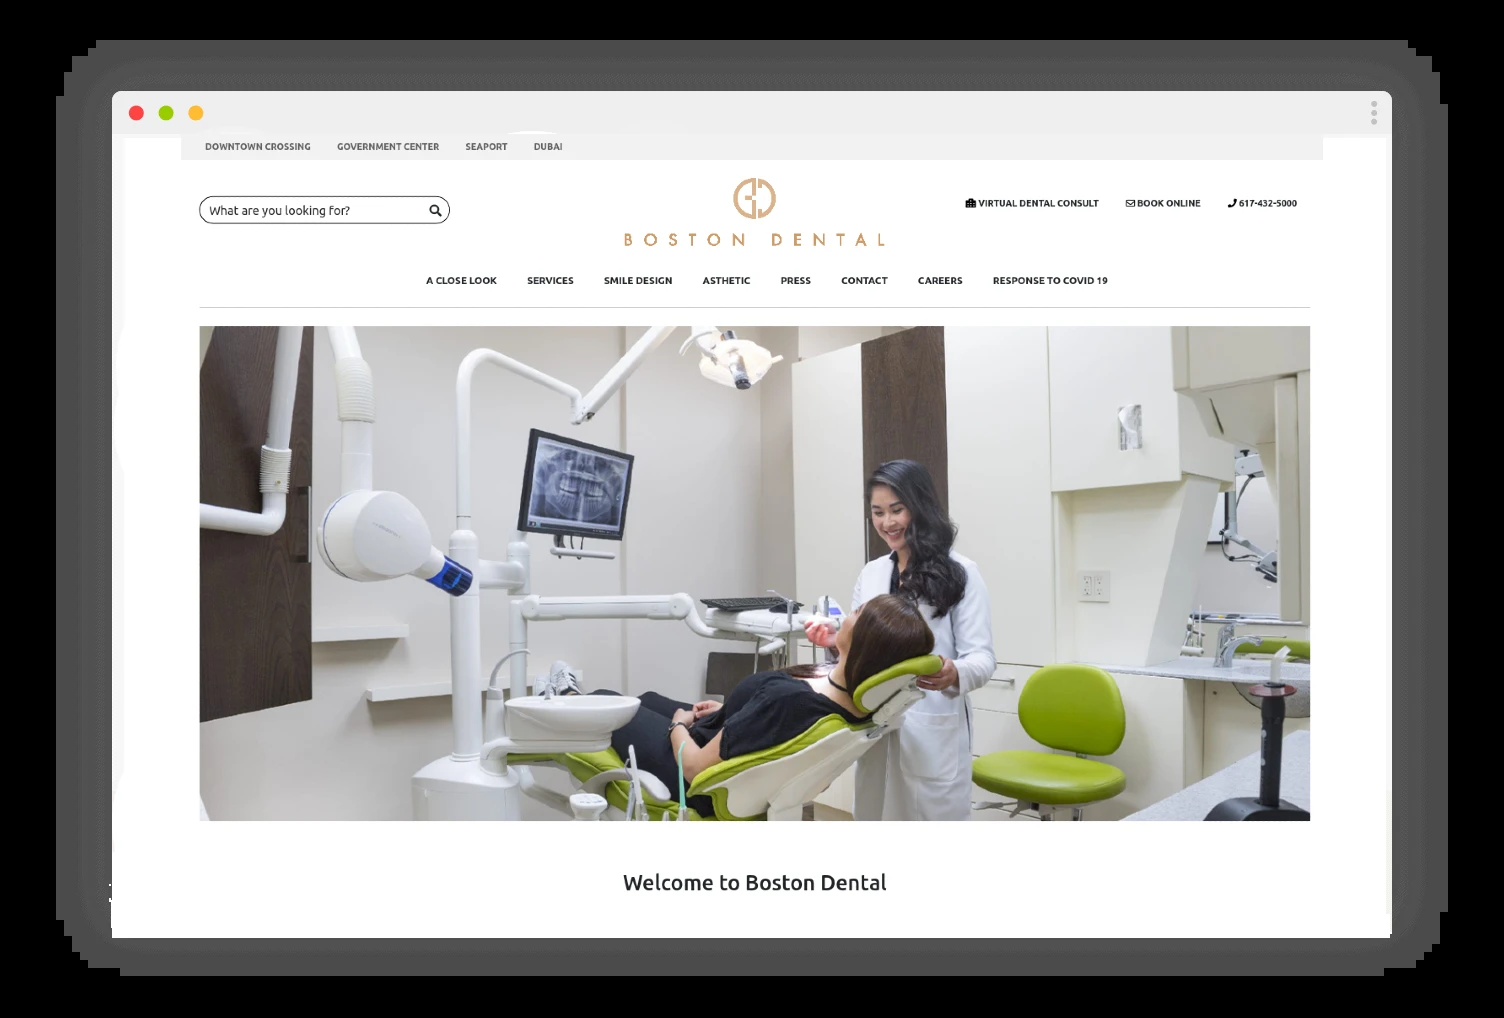 DOWNTOWN CROSSING GOVERNMENT CENTER SEAPORT DUBAI
What are you looking for?
VIRTUAL DENTAL CONSULT BOOK ONLINE 617-432-5000
BOSTON DENTAL
A CLOSE LOOK SERVICES SMILE DESIGN ASTHETIC PRESS CONTACT CAREERS RESPONSE TO COVID 19
Welcome to Boston Dental